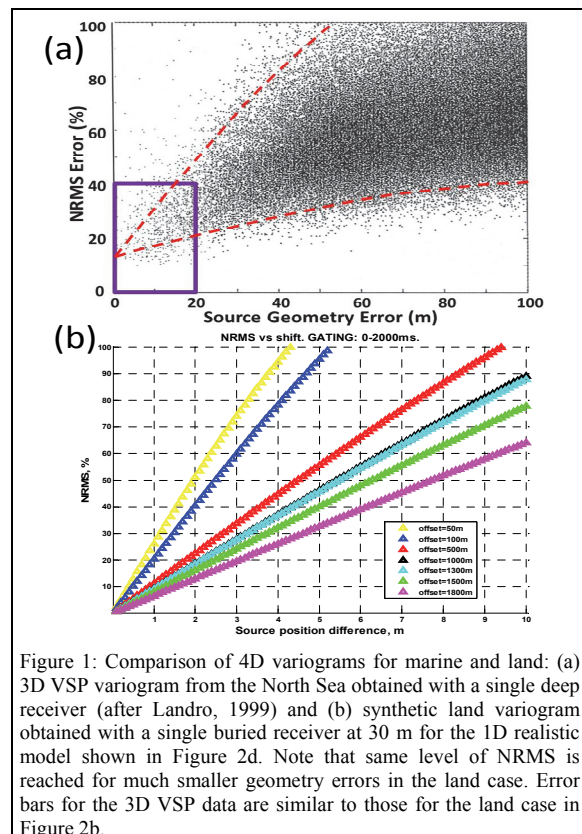 (a)
NRMS Error (%)
100
80
60
40
20
0
0 20 40 60 80 100
Source Geometry Error (m)
(b)
NRMS vs shift. GATING: 0-2000ms.
NRMS, %
100
90
80
70
60
50
40
30
20
10
offset=50m
offset=100m
offset=500m
offset=1000m
offset=1300m
offset=1500m
offset=1800m
1 2 3 4 5 6 7 8 9 10
Source position difference, m
Figure 1: Comparison of 4D variograms for marine and land: (a)
3D VSP variogram from the North Sea obtained with a single deep
receiver (after Landro, 1999) and (b) synthetic land variogram
obtained with a single buried receiver at 30 m for the 1D realistic
model shown in Figure 2d. Note that same level of NRMS is
reached for much smaller geometry errors in the land case. Error
bars for the 3D VSP data are similar to those for the land case in
Figure 2b.